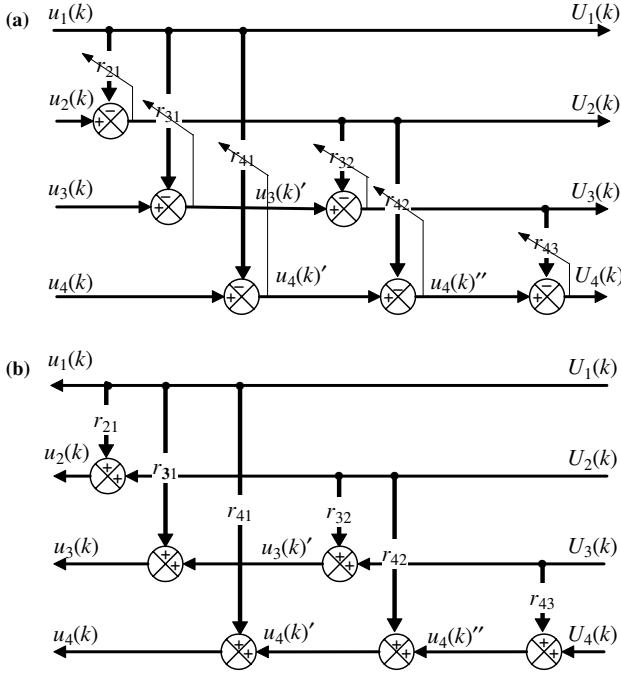 (a) u₁(k) U₁(k)
r₂₁
u₂(k) r₃₁ U₂(k)
r₄₁ r₃₂
u₃(k) u₃(k)′ r₄₂ U₃(k)
r₄₃
u₄(k) u₄(k)′ u₄(k)″ U₄(k)
(b) u₁(k) U₁(k)
r₂₁
u₂(k) r₃₁ U₂(k)
r₄₁ r₃₂
u₃(k) u₃(k)′ r₄₂ U₃(k)
r₄₃
u₄(k) u₄(k)′ u₄(k)″ U₄(k)